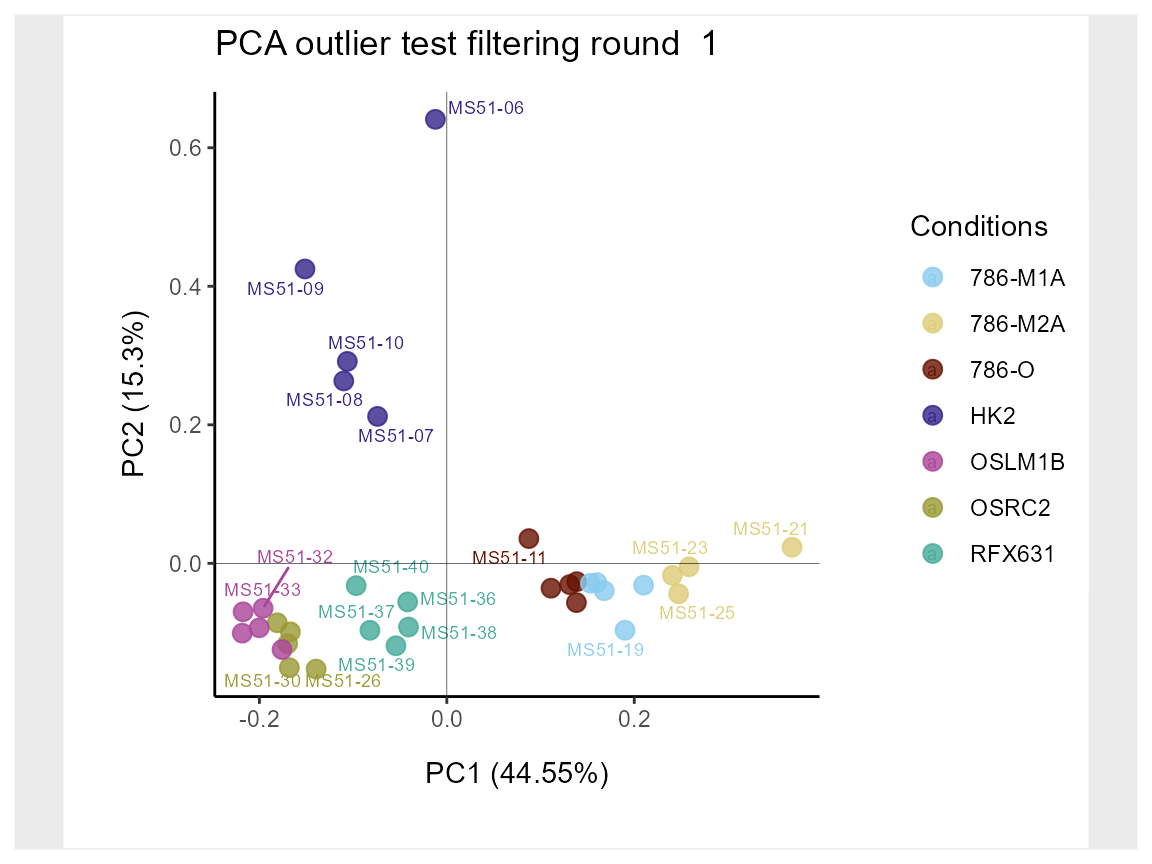 PCA outlier test filtering round  1
MS51-06
0.6
MS51-09
0.4
MS51-10
MS51-08
0.2
MS51-07
PC2 (15.3%)
MS51-21
MS51-23
MS51-11
MS51-32
MS51-40
0.0
MS51-33
MS51-36
MS51-37
MS51-25
MS51-38
MS51-19
MS51-39
MS51-30
MS51-26
-0.2
0.0
0.2
PC1 (44.55%)
Conditions
a 786-M1A
a 786-M2A
a 786-O
a HK2
a OSLM1B
a OSRC2
a RFX631